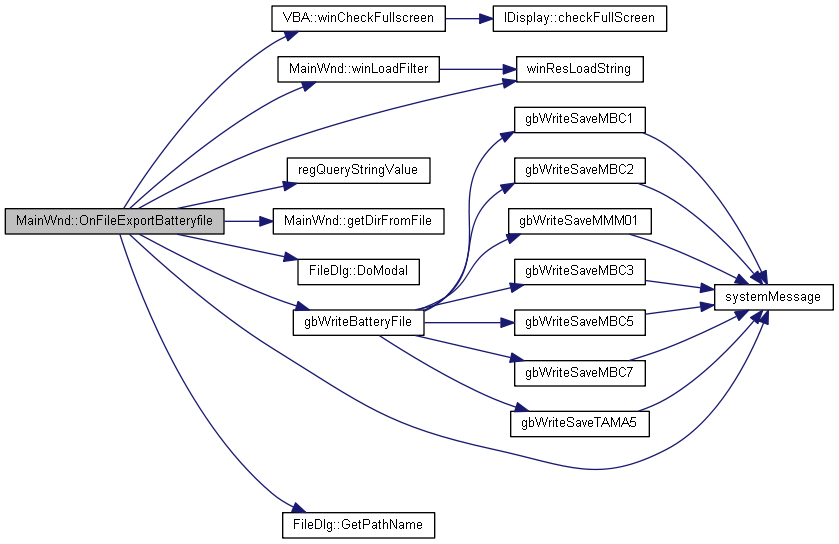 VBA::winCheckFullscreen
IDisplay::checkFullScreen
MainWnd::winLoadFilter
winResLoadString
gbWriteSaveMBC1
regQueryStringValue
gbWriteSaveMBC2
MainWnd::OnFileExportBatteryfile
MainWnd::getDirFromFile
gbWriteSaveMMM01
FileDlg::DoModal
gbWriteSaveMBC3
systemMessage
gbWriteBatteryFile
gbWriteSaveMBC5
gbWriteSaveMBC7
gbWriteSaveTAMA5
FileDlg::GetPathName